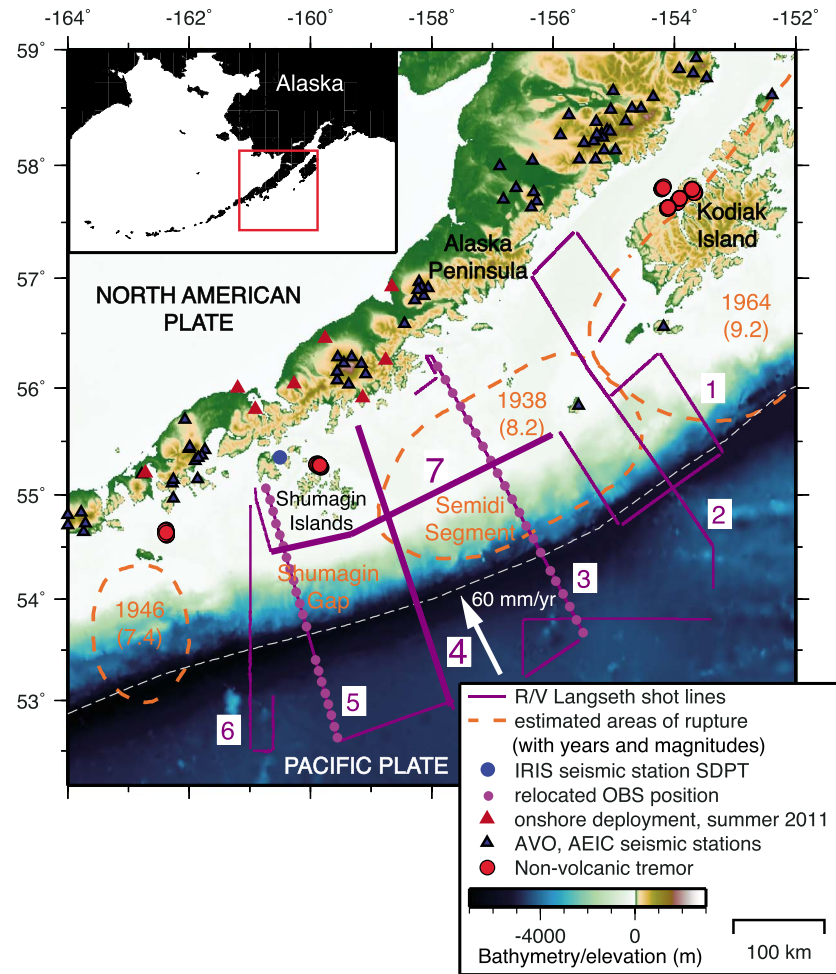 -164 -162 -160 -158 -156 -154 -152
59°
58°
57°
56°
55°
54°
53°
Alaska
Kodiak
Island
Alaska
Peninsula
NORTH AMERICAN
PLATE
1964
(9.2)
1938
(8.2)
1
7
Semidi
Segment
2
Shumagin
Islands
Shumagin
Gap
3
1946
(7.4)
60 mm/yr
4
5
6
PACIFIC PLATE
R/V Langseth shot lines
estimated areas of rupture
(with years and magnitudes)
IRIS seismic station SDPT
relocated OBS position
onshore deployment, summer 2011
AVO, AEIC seismic stations
Non-volcanic tremor
-4000 0
Bathymetry/elevation (m)
100 km